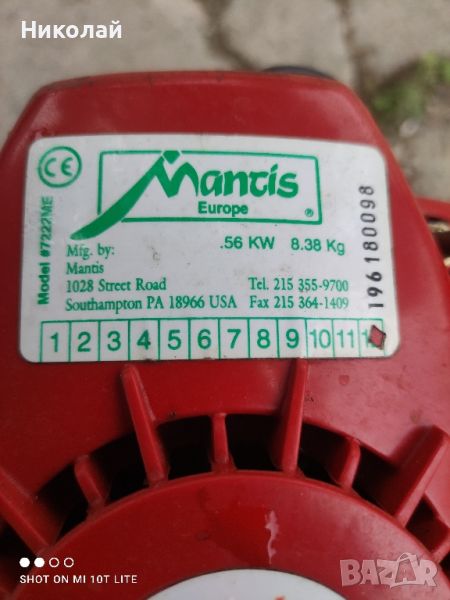 Николай
CE
Mantis
Europe ®
Model #7222ME
Mfg. by: .56 KW 8.38 Kg
Mantis
1028 Street Road Tel. 215 355-9700
Southampton PA 18966 USA Fax 215 364-1409
196180098
1 2 3 4 5 6 7 8 9 10 11
SHOT ON MI 10T LITE
BAZAR